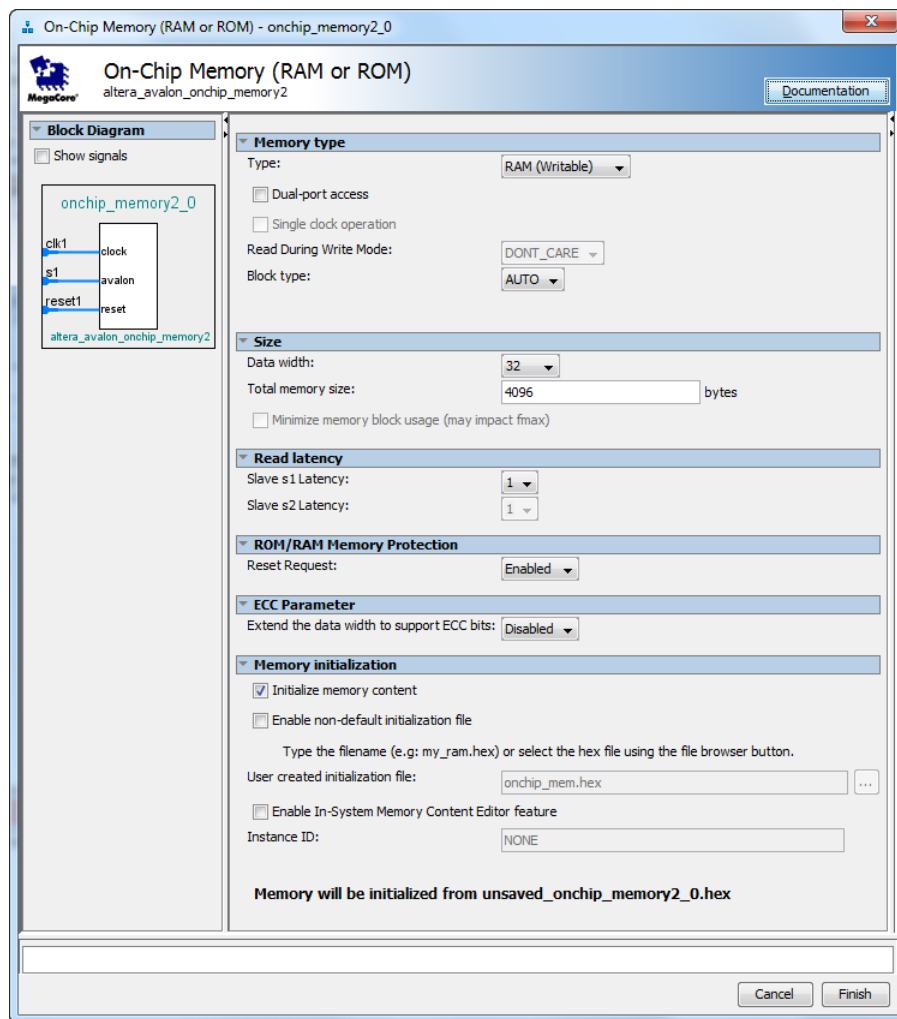 On-Chip Memory (RAM or ROM) - onchip_memory2_0
x
MegaCore®
On-Chip Memory (RAM or ROM)
altera_avalon_onchip_memory2
Documentation
Block Diagram
Show signals
onchip_memory2_0
clk1
clock
s1
avalon
reset1
reset
altera_avalon_onchip_memory2
Memory type
Type: RAM (Writable)
Dual-port access
Single clock operation
Read During Write Mode: DONT_CARE
Block type: AUTO
Size
Data width: 32
Total memory size: 4096 bytes
Minimize memory block usage (may impact fmax)
Read latency
Slave s1 Latency: 1
Slave s2 Latency: 1
ROM/RAM Memory Protection
Reset Request: Enabled
ECC Parameter
Extend the data width to support ECC bits: Disabled
Memory initialization
Initialize memory content
Enable non-default initialization file
Type the filename (e.g: my_ram.hex) or select the hex file using the file browser button.
User created initialization file: onchip_mem.hex ...
Enable In-System Memory Content Editor feature
Instance ID: NONE
Memory will be initialized from unsaved_onchip_memory2_0.hex
Cancel Finish